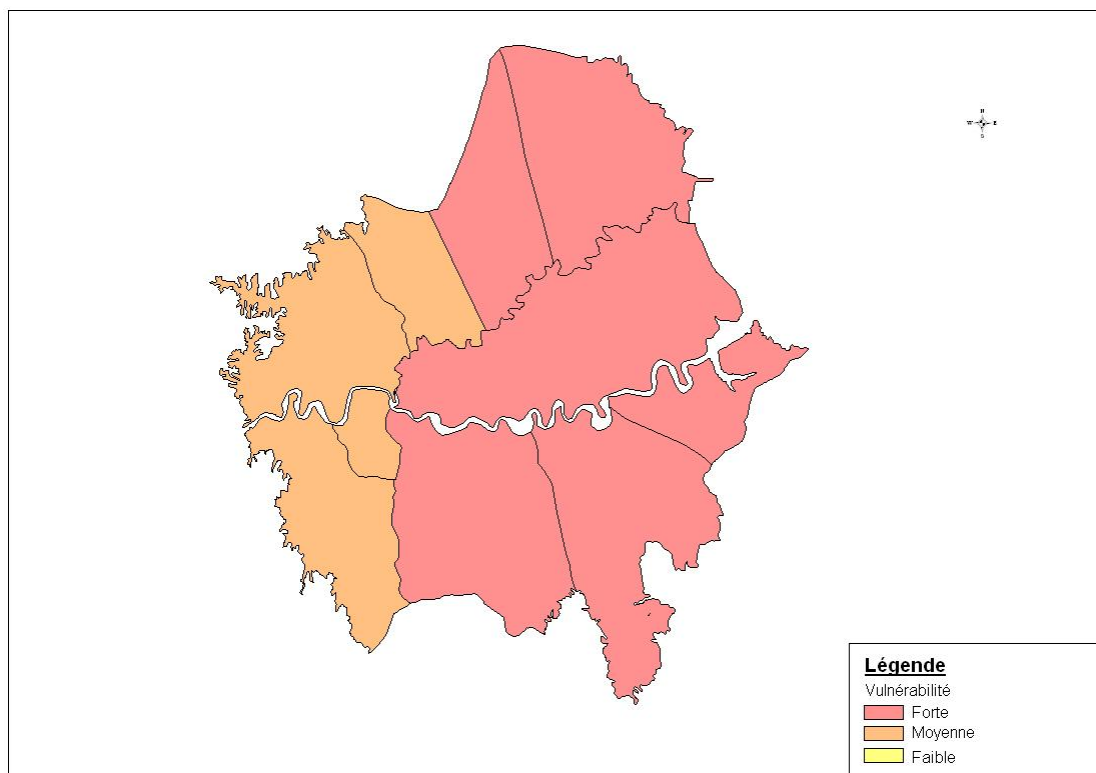 N
W E
S
Légende
Vulnérabilité
Forte
Moyenne
Faible